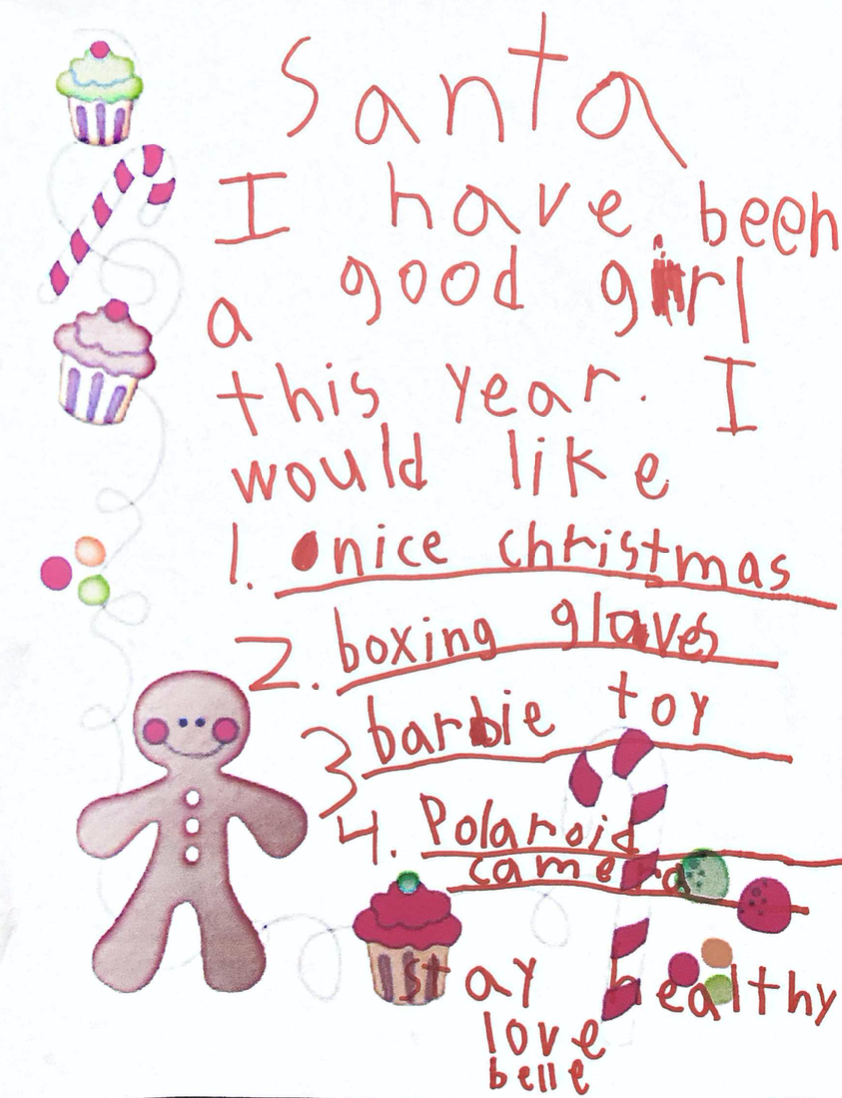 Santa
I have been
a good girl
this year. I
would like
1. nice christmas
2. boxing gloves
3 barbie toy
4. Polaroid
camera
stay healthy
love
belle